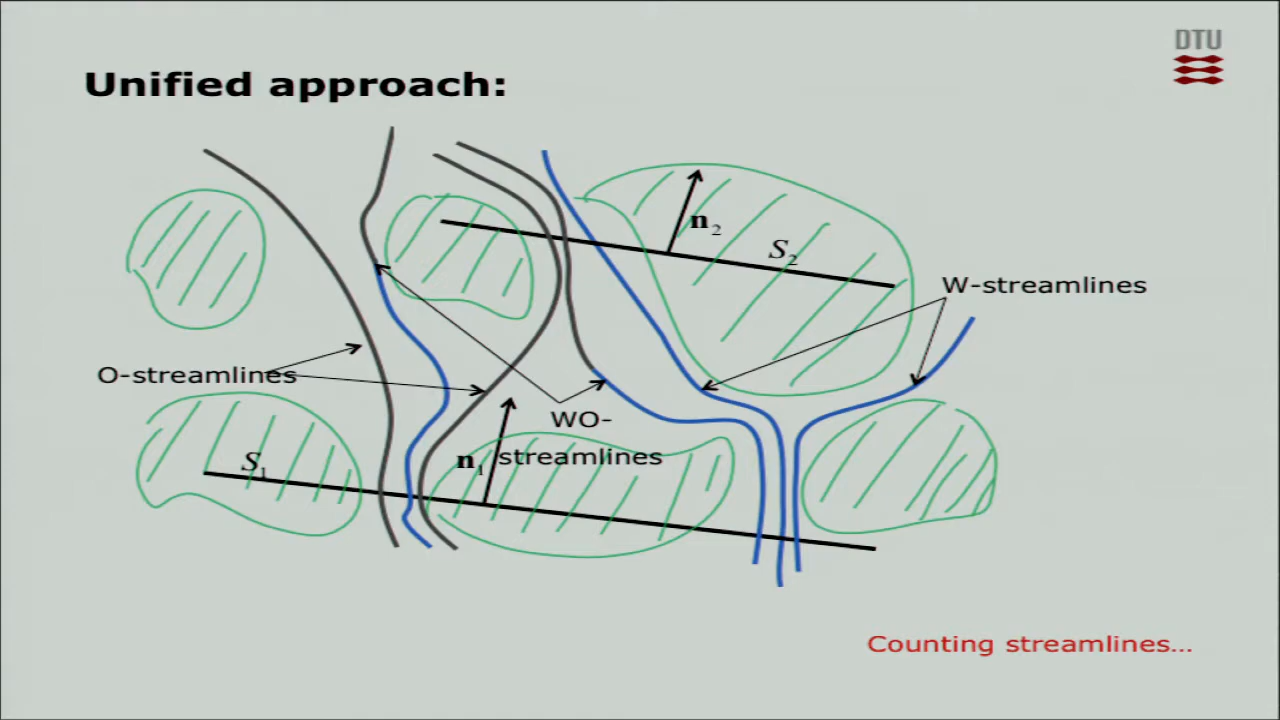 DTU
Unified approach:
n2
S2
W-streamlines
O-streamlines
WO-
streamlines
S1
n1
Counting streamlines...